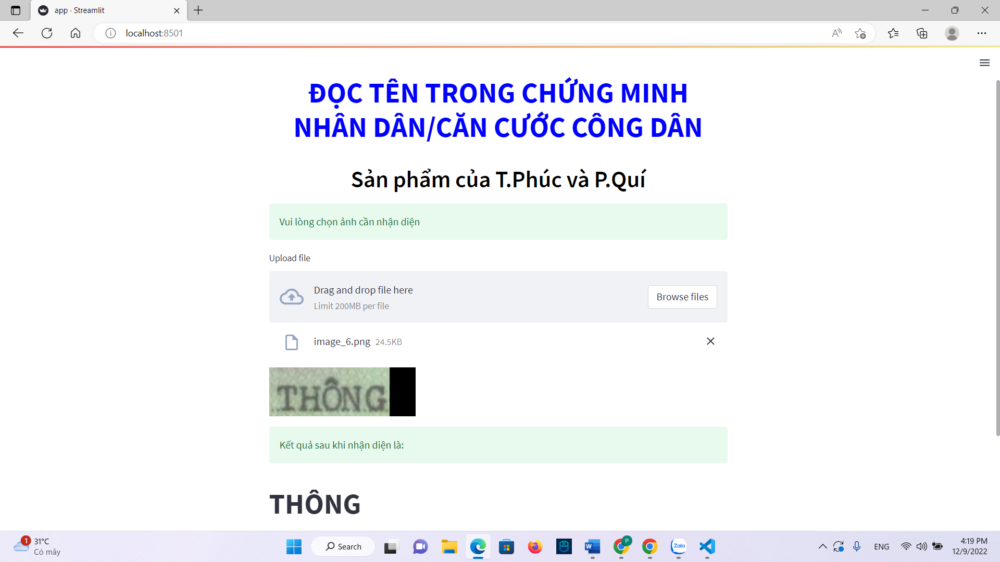 app · Streamlit
localhost:8501
ĐỌC TÊN TRONG CHỨNG MINH
NHÂN DÂN/CĂN CƯỚC CÔNG DÂN
Sản phẩm của T.Phúc và P.Quí
Vui lòng chọn ảnh cần nhận diện
Upload file
Drag and drop file here
Limit 200MB per file
Browse files
image_6.png 24.5KB
THÔNG
Kết quả sau khi nhận diện là:
THÔNG
1
31°C
Có mây
Search
P
Zalo
ENG
4:19 PM
12/9/2022